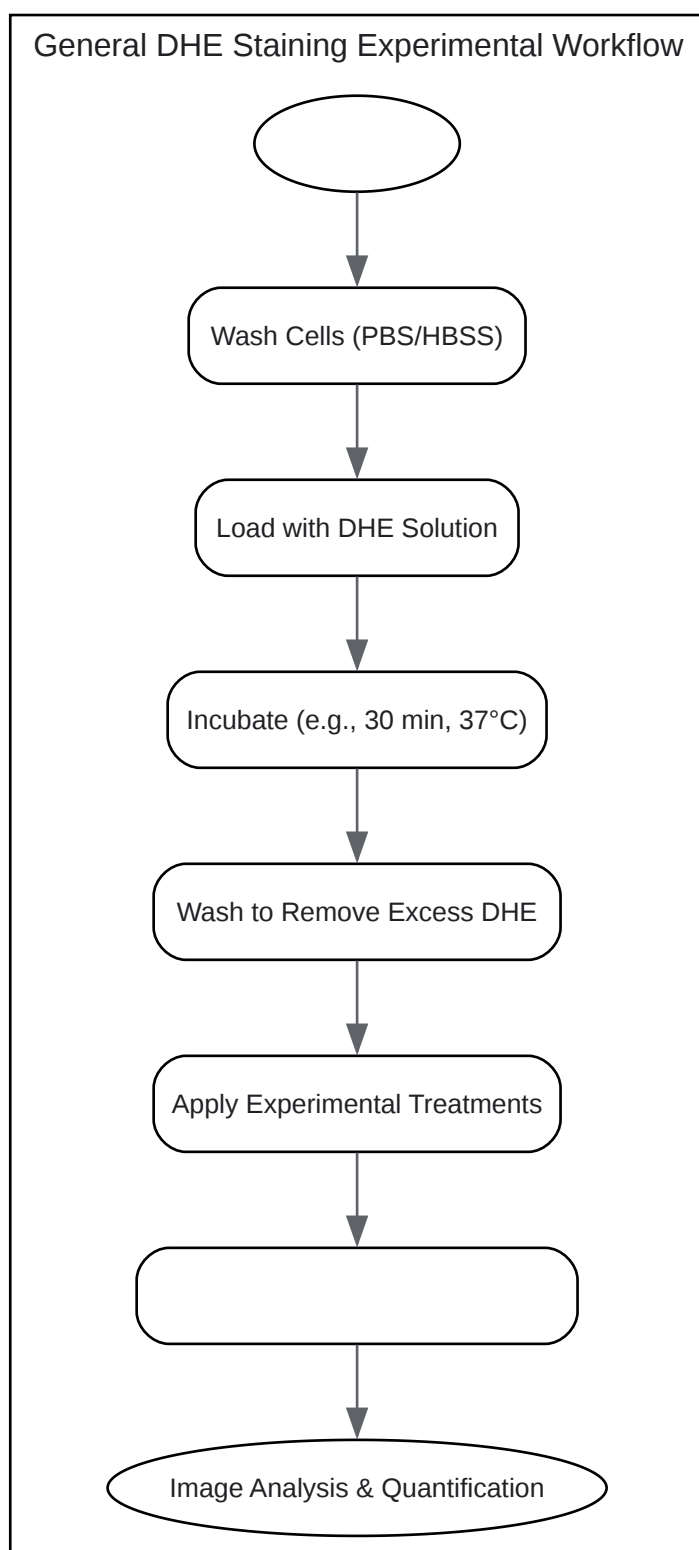 General DHE Staining Experimental Workflow
Wash Cells (PBS/HBSS)
Load with DHE Solution
Incubate (e.g., 30 min, 37°C)
Wash to Remove Excess DHE
Apply Experimental Treatments
Image Analysis & Quantification